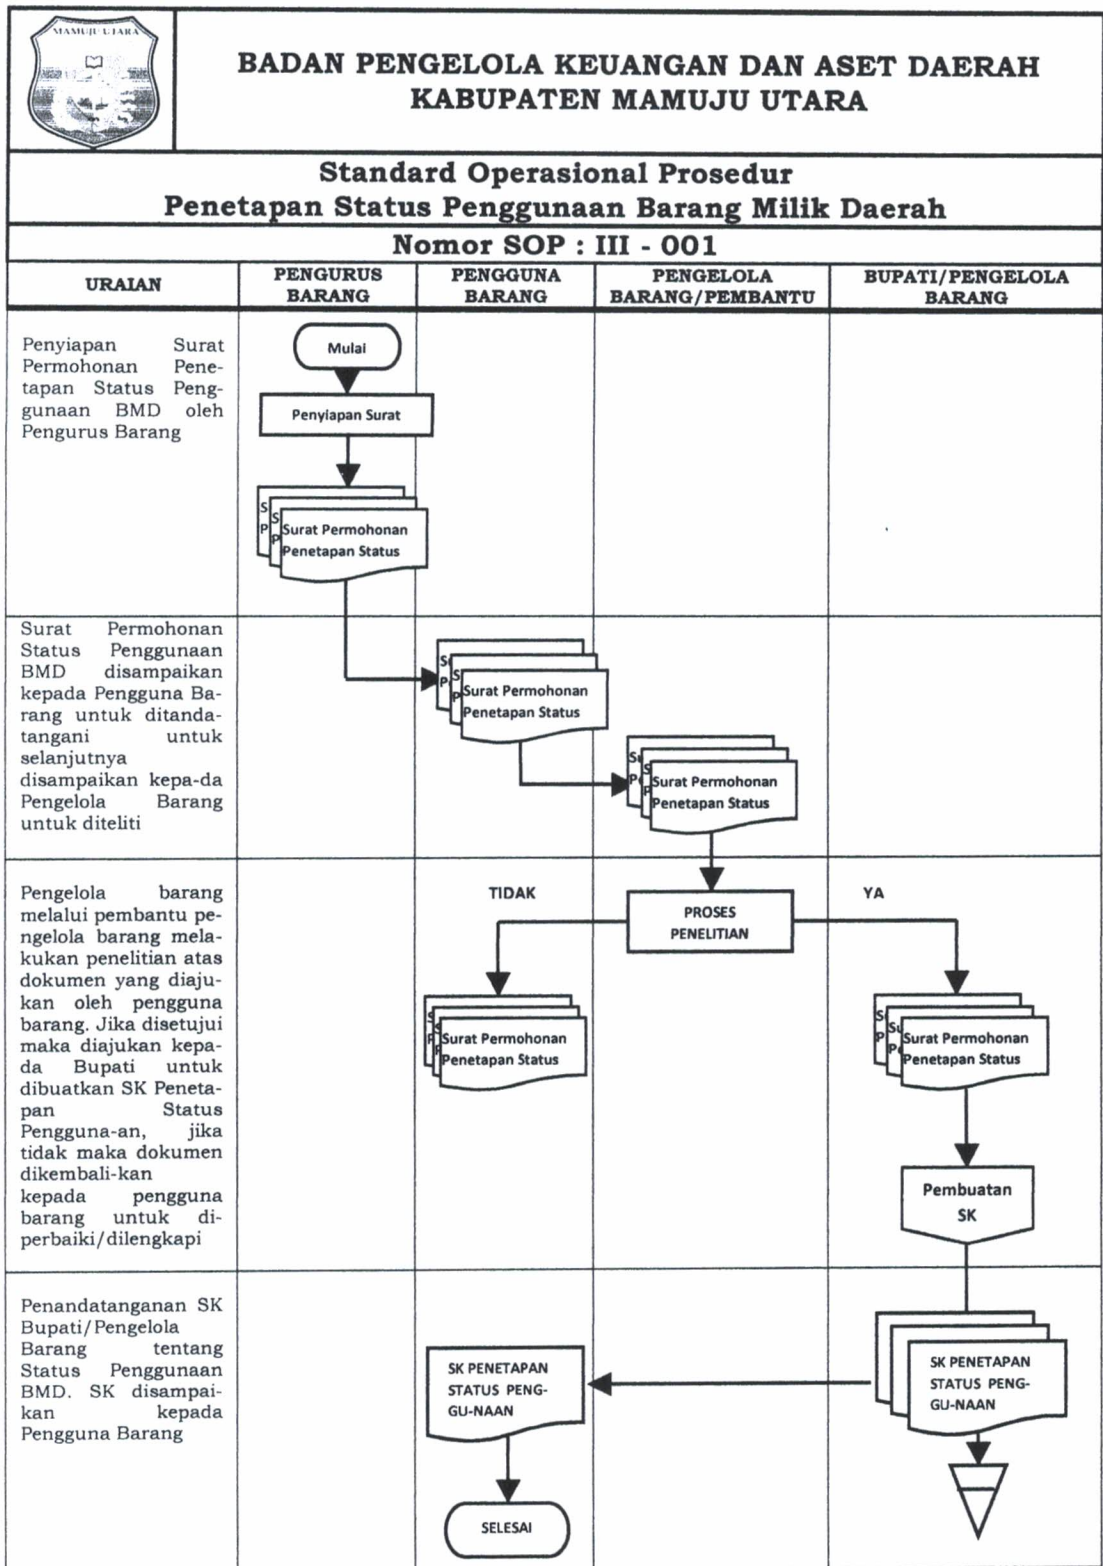 MAMUJU UTARA
BADAN PENGELOLA KEUANGAN DAN ASET DAERAH
KABUPATEN MAMUJU UTARA
Standard Operasional Prosedur
Penetapan Status Penggunaan Barang Milik Daerah
Nomor SOP : III - 001
URAIAN
PENGURUS
BARANG
PENGGUNA
BARANG
PENGELOLA
BARANG/PEMBANTU
BUPATI/PENGELOLA
BARANG
Penyiapan Surat
Permohonan Pene-
tapan Status Peng-
gunaan BMD oleh
Pengurus Barang
Mulai
Penyiapan Surat
S
P
S
P
Surat Permohonan
Penetapan Status
Surat Permohonan
Status Penggunaan
BMD disampaikan
kepada Pengguna Ba-
rang untuk ditanda-
tangani untuk
selanjutnya
disampaikan kepa-da
Pengelola Barang
untuk diteliti
Surat Permohonan
Penetapan Status
Surat Permohonan
Penetapan Status
Pengelola barang
melalui pembantu pe-
ngelola barang mela-
kukan penelitian atas
dokumen yang diaju-
kan oleh pengguna
barang. Jika disetujui
maka diajukan kepa-
da Bupati untuk
dibuatkan SK Peneta-
pan Status
Pengguna-an, jika
tidak maka dokumen
dikembali-kan
kepada pengguna
barang untuk di-
perbaiki/dilengkapi
TIDAK
PROSES
PENELITIAN
YA
Surat Permohonan
Penetapan Status
Surat Permohonan
Penetapan Status
Pembuatan
SK
Penandatanganan SK
Bupati/Pengelola
Barang tentang
Status Penggunaan
BMD. SK disampai-
kan kepada
Pengguna Barang
SK PENETAPAN
STATUS PENG-
GU-NAAN
SK PENETAPAN
STATUS PENG-
GU-NAAN
SELESAI